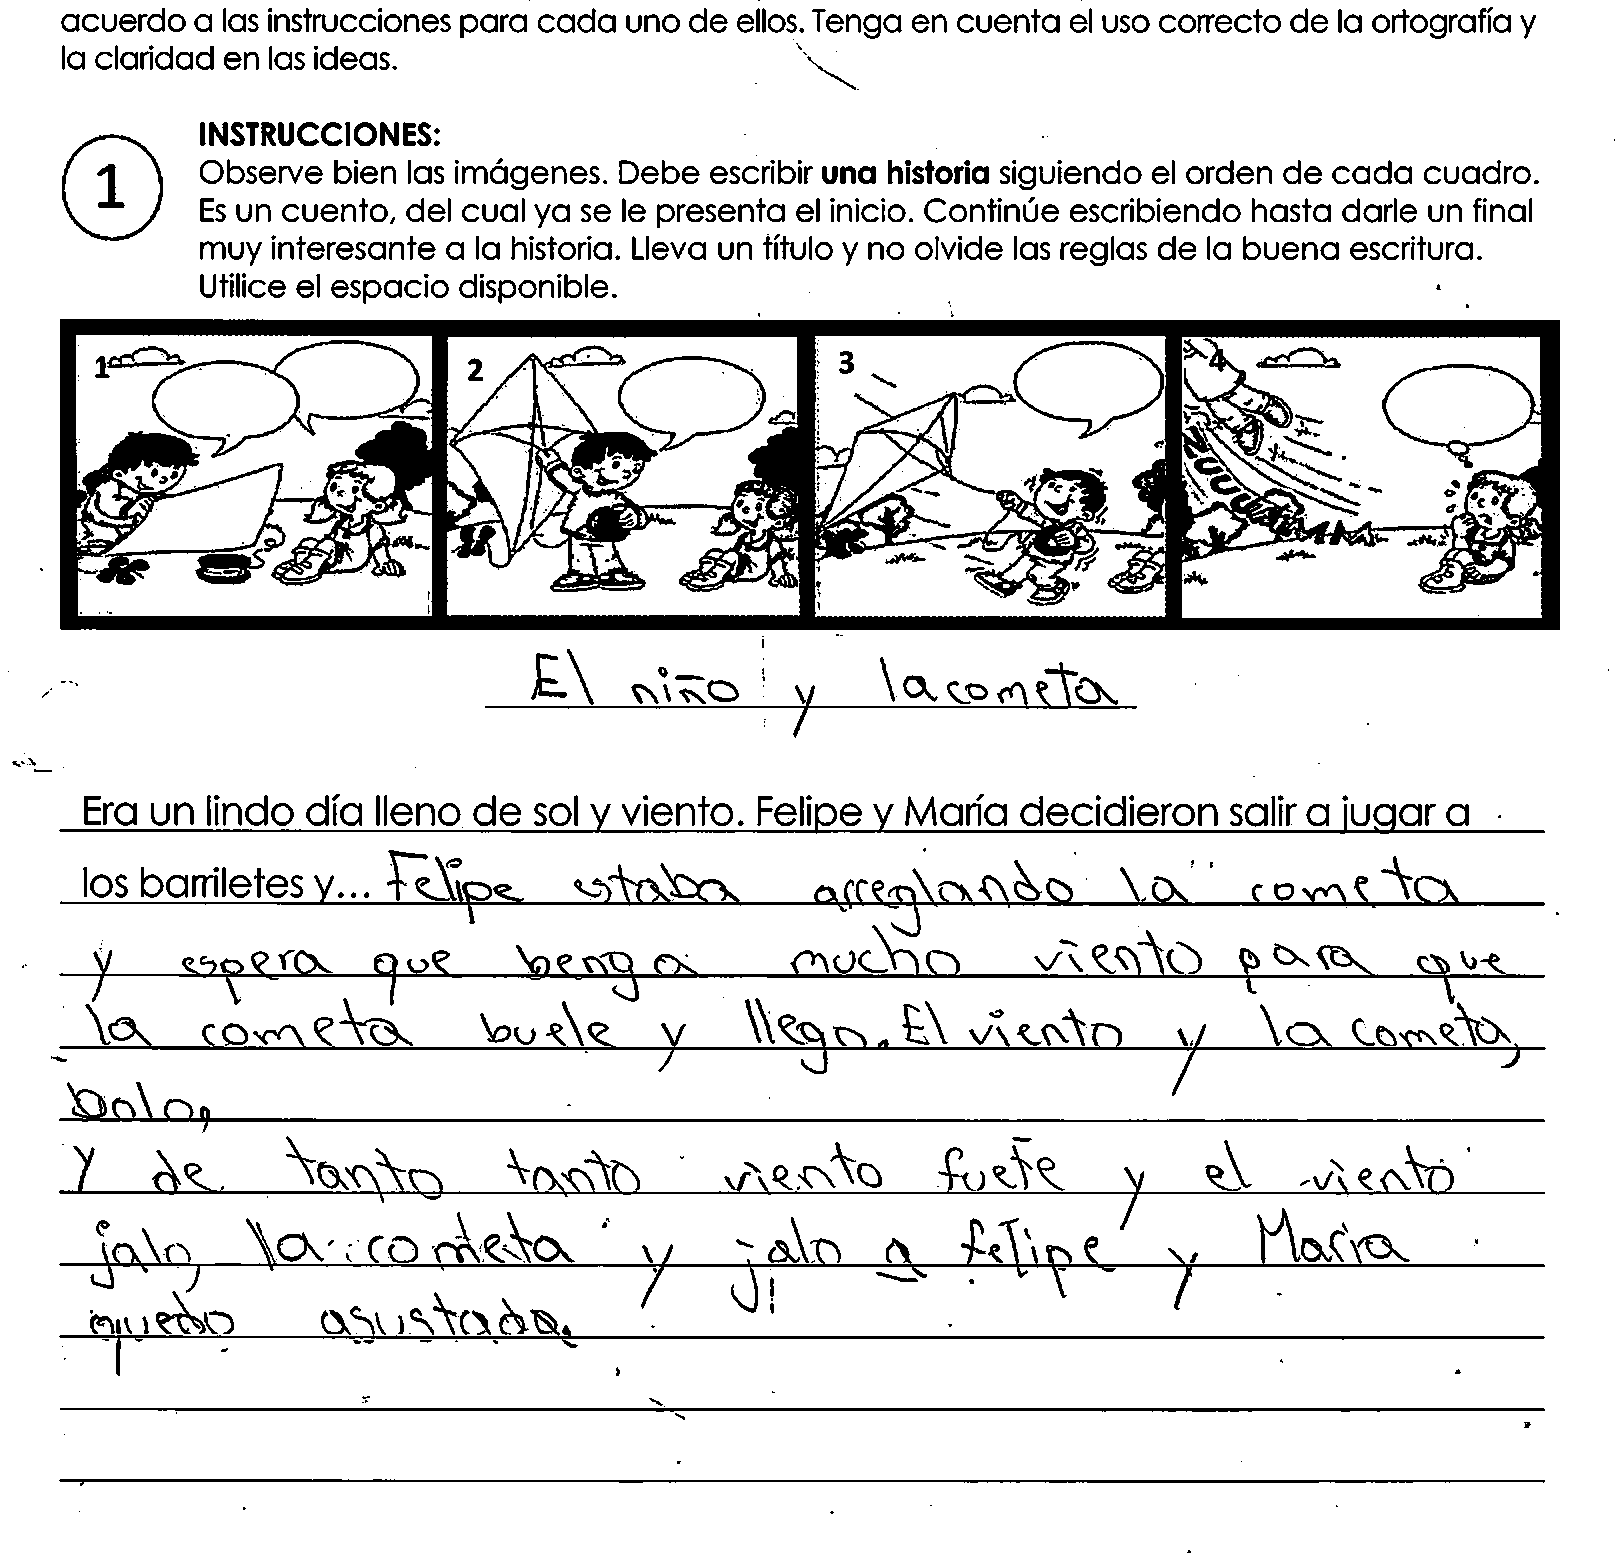 acuerdo a las instrucciones para cada uno de ellos. Tenga en cuenta el uso correcto de la ortografía y
la claridad en las ideas.
1
INSTRUCCIONES:
Observe bien las imágenes. Debe escribir una historia siguiendo el orden de cada cuadro.
Es un cuento, del cual ya se le presenta el inicio. Continúe escribiendo hasta darle un final
muy interesante a la historia. Lleva un título y no olvide las reglas de la buena escritura.
Utilice el espacio disponible.
1 2 3 4
ZUUUUM
El niño y la cometa
Era un lindo día lleno de sol y viento. Felipe y María decidieron salir a jugar a
los barriletes y... Felipe estaba arreglando la cometa
y espera que benga mucho viento para que
la cometa buele y llego. El viento y la cometa,
bolo,
Y de tanto tanto viento fuete y el viento
jalo, la cometa y jalo a felipe y Maria
quedo asustada.